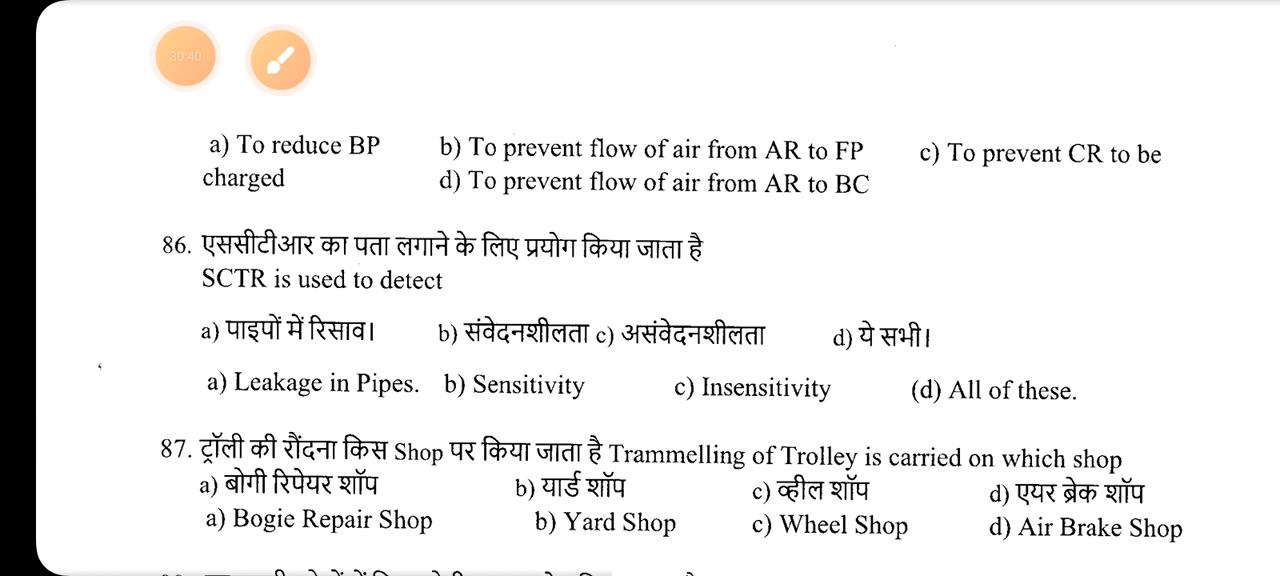 30:40
a) To reduce BP b) To prevent flow of air from AR to FP c) To prevent CR to be
charged d) To prevent flow of air from AR to BC
86. एससीटीआर का पता लगाने के लिए प्रयोग किया जाता है
SCTR is used to detect
a) पाइपों में रिसाव। b) संवेदनशीलता c) असंवेदनशीलता d) ये सभी।
a) Leakage in Pipes. b) Sensitivity c) Insensitivity (d) All of these.
87. ट्रॉली की रौंदना किस Shop पर किया जाता है Trammelling of Trolley is carried on which shop
a) बोगी रिपेयर शॉप b) यार्ड शॉप c) व्हील शॉप d) एयर ब्रेक शॉप
a) Bogie Repair Shop b) Yard Shop c) Wheel Shop d) Air Brake Shop